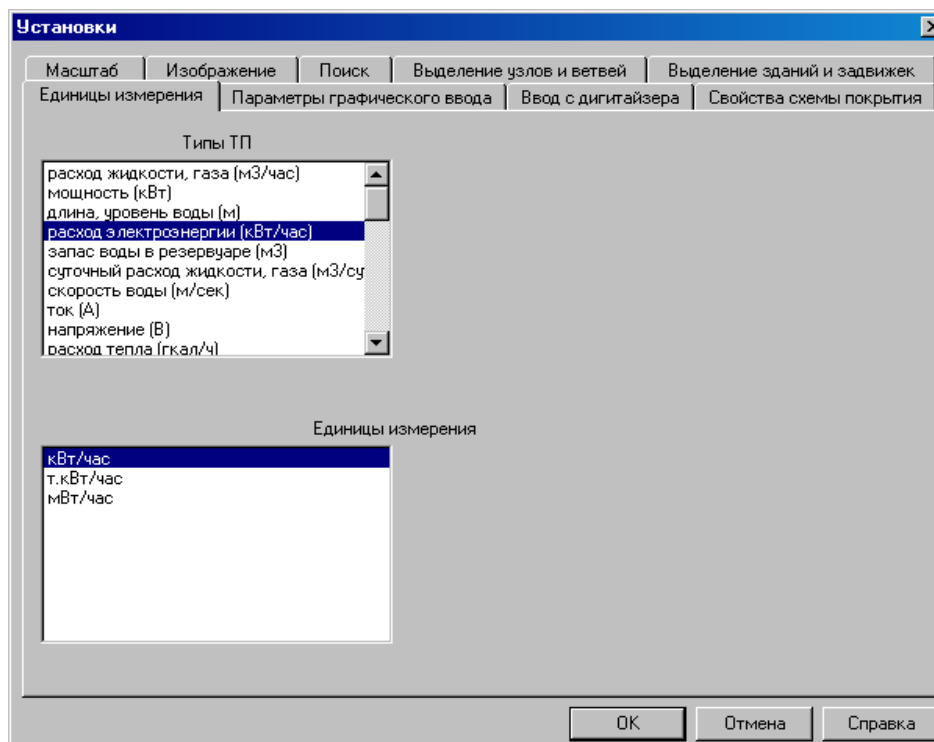 Установки
Масштаб Изображение Поиск Выделение узлов и ветвей Выделение зданий и задвижек
Единицы измерения Параметры графического ввода Ввод с дигитайзера Свойства схемы покрытия
Типы ТП
расход жидкости, газа (м3/час)
мощность (кВт)
длина, уровень воды (м)
расход электроэнергии (кВт/час)
запас воды в резервуаре (м3)
суточный расход жидкости, газа (м3/су
скорость воды (м/сек)
ток (А)
напряжение (В)
расход тепла (гкал/ч)
Единицы измерения
кВт/час
т.кВт/час
мВт/час
OK Отмена Справка